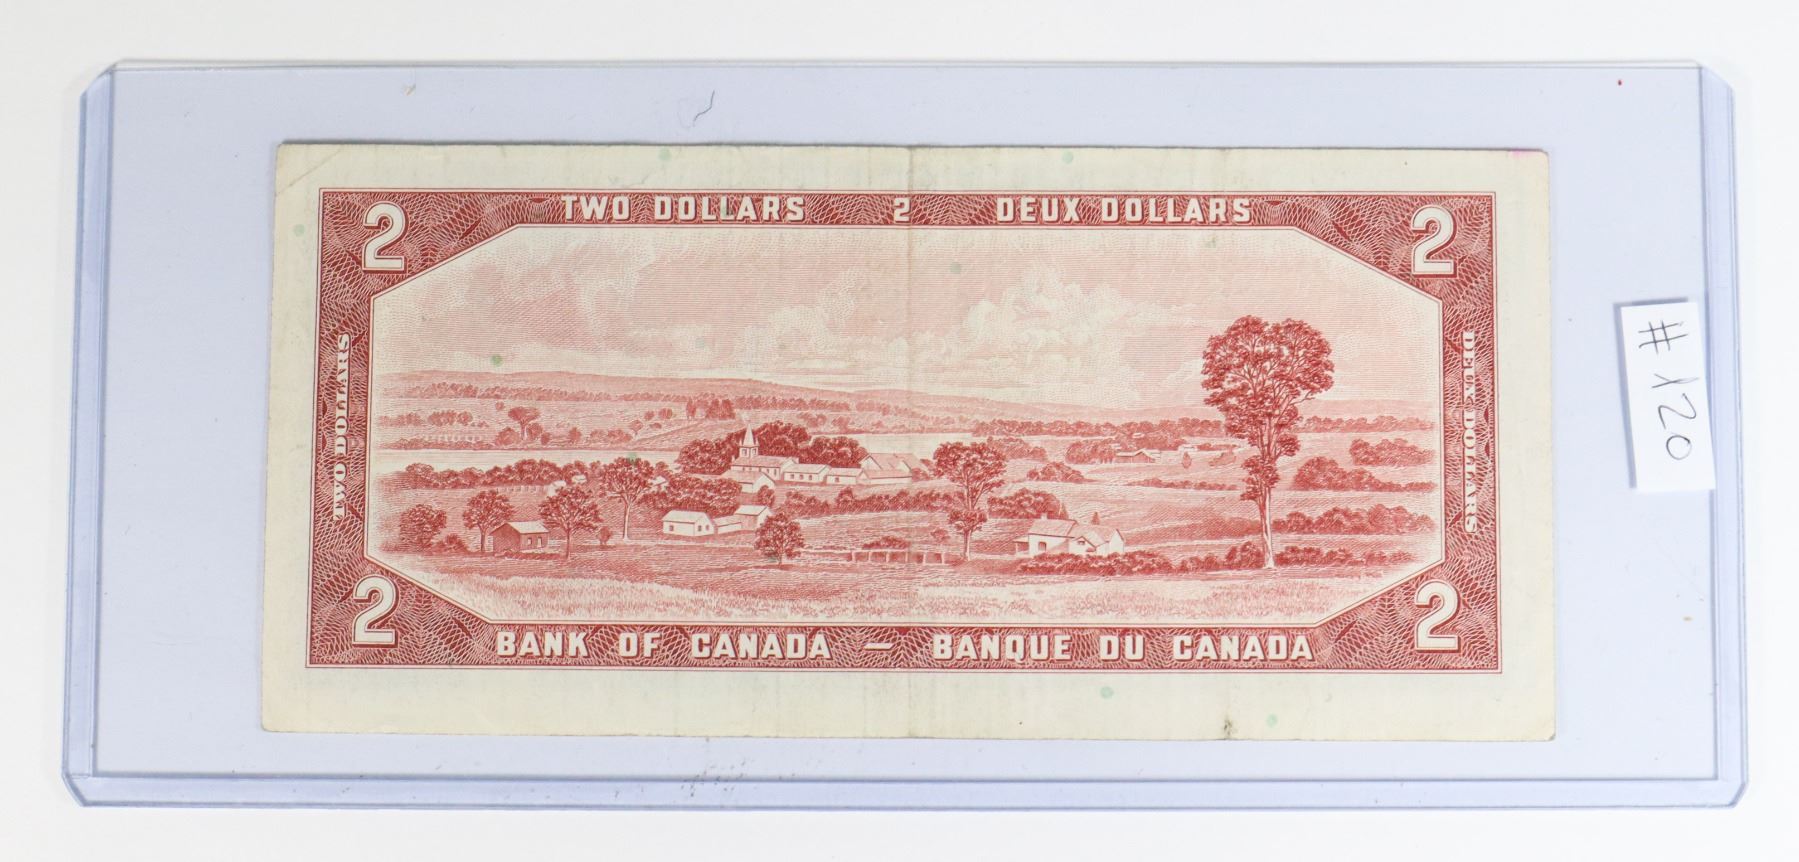 TWO DOLLARS 2 DEUX DOLLARS
2 2
TWO DOLLARS
DEUX DOLLARS
# 120
2 2
BANK OF CANADA — BANQUE DU CANADA